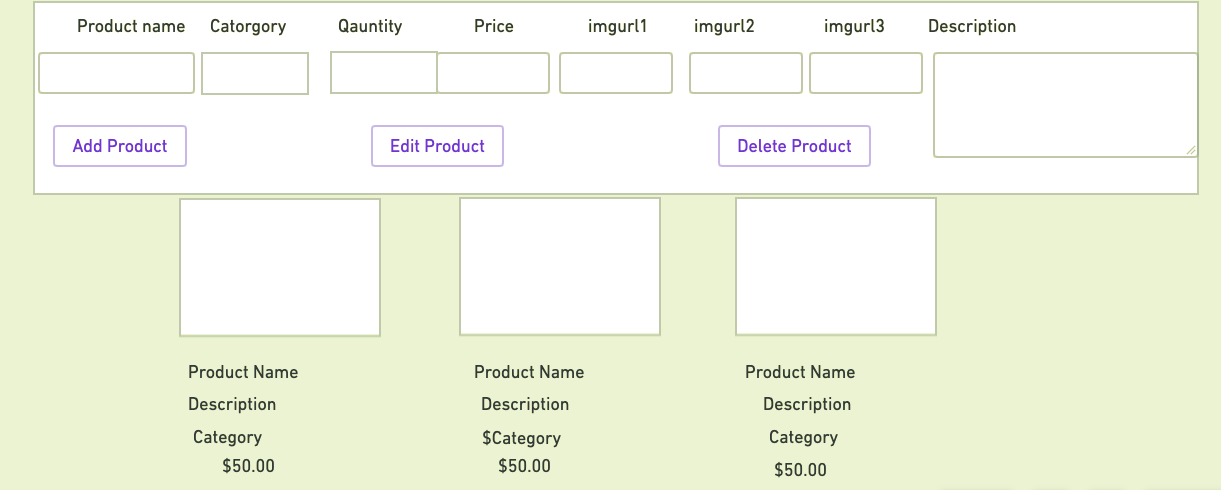 Product name Catorgory Qauntity Price imgurl1 imgurl2 imgurl3 Description
Add Product Edit Product Delete Product
Product Name Product Name Product Name
Description Description Description
Category $Category Category
$50.00 $50.00 $50.00